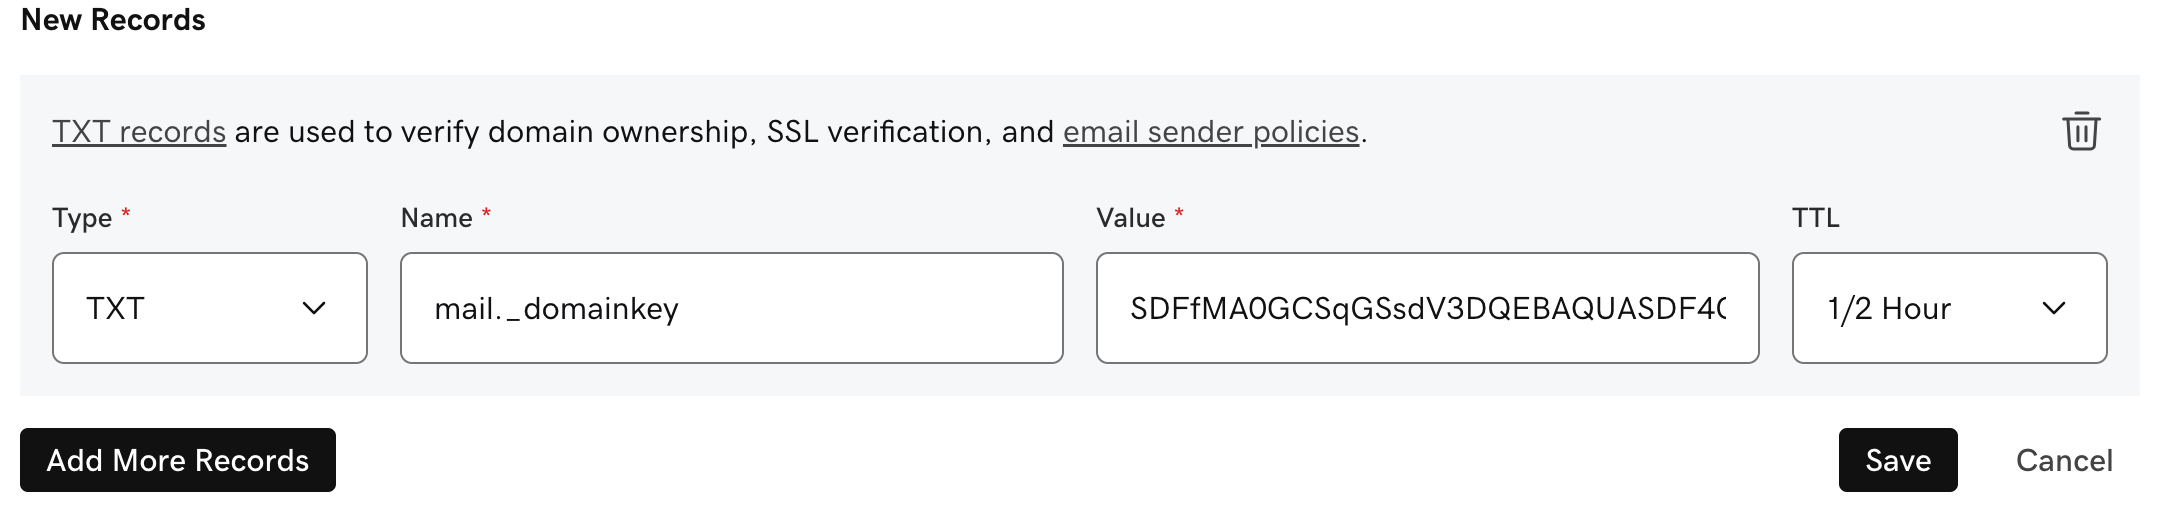 New Records
TXT records are used to verify domain ownership, SSL verification, and email sender policies.
Type * Name * Value * TTL
TXT mail._domainkey SDFfMA0GCSqGSsdV3DQEBAQUASDF4 1/2 Hour
Add More Records Save Cancel